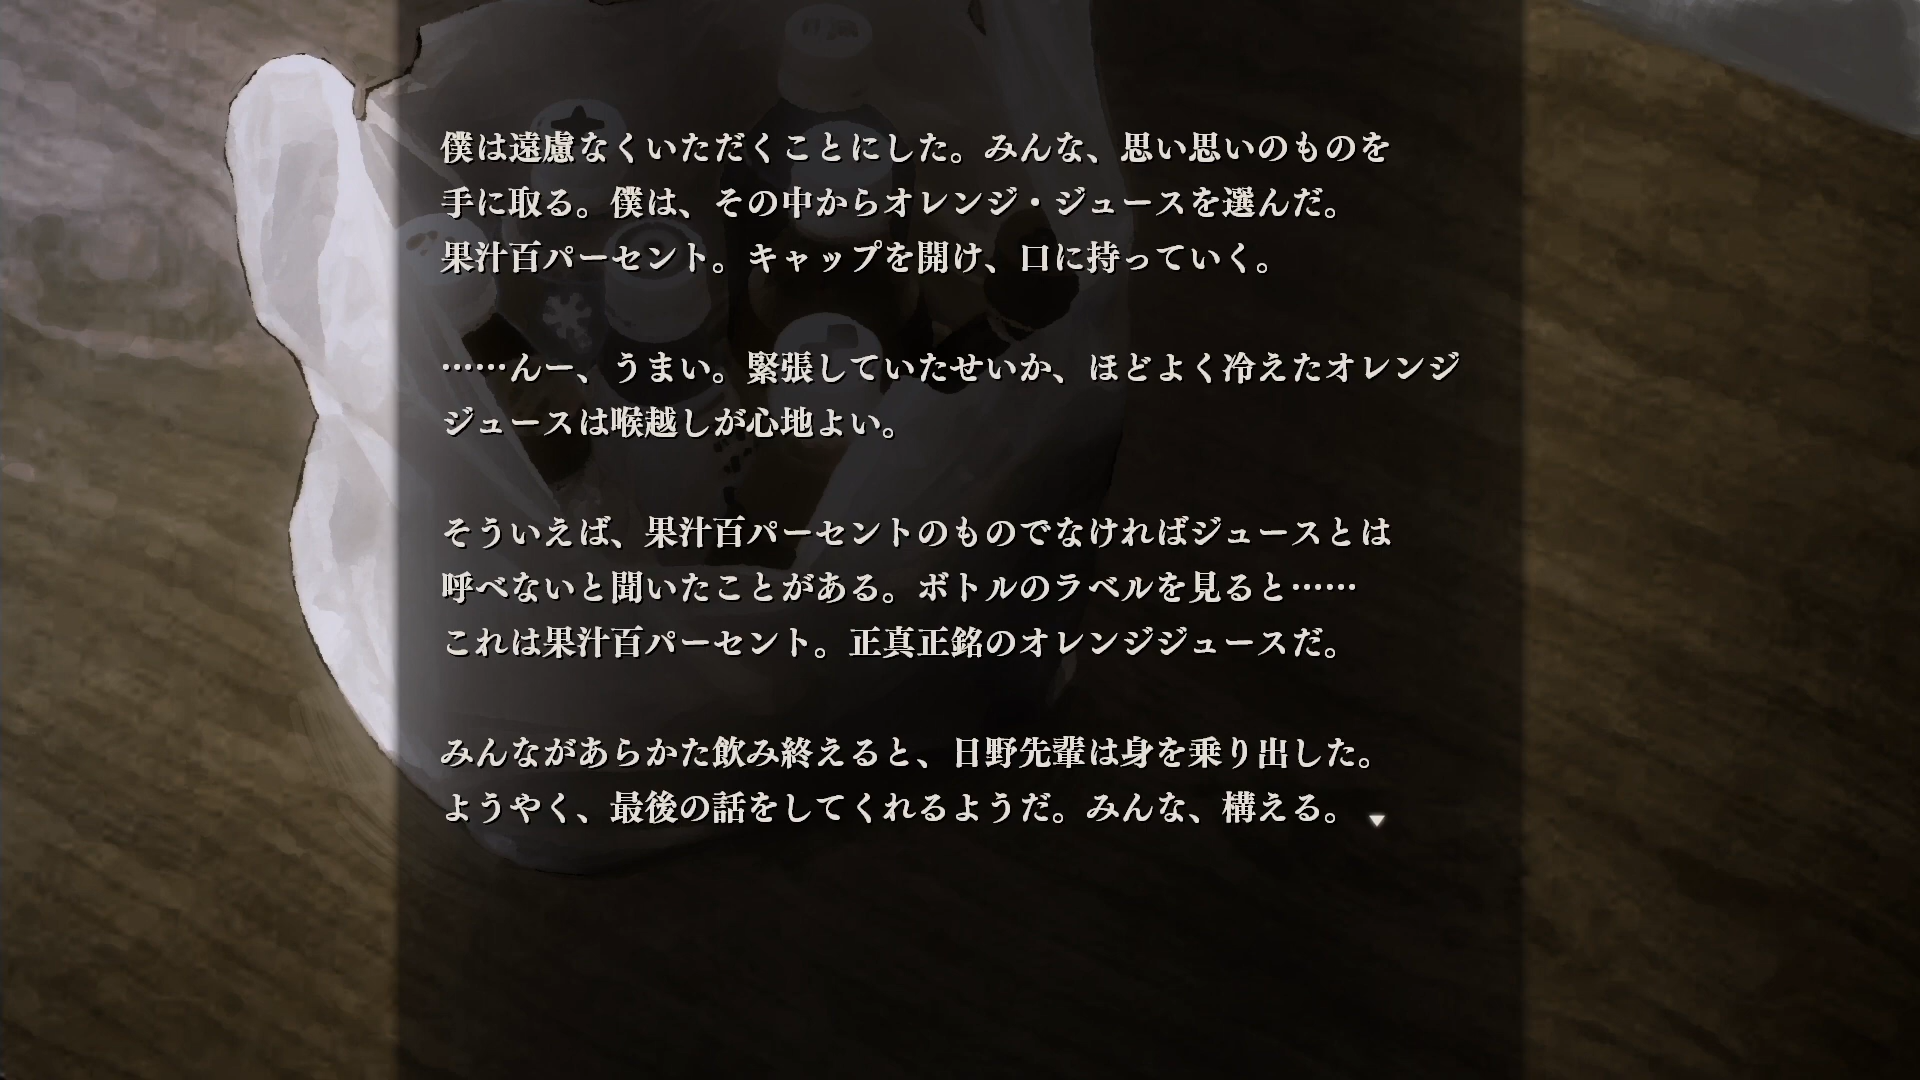 僕は遠慮なくいただくことにした。みんな、思い思いのものを
手に取る。僕は、その中からオレンジ・ジュースを選んだ。
果汁百パーセント。キャップを開け、口に持っていく。
……んー、うまい。緊張していたせいか、ほどよく冷えたオレンジ
ジュースは喉越しが心地よい。
そういえば、果汁百パーセントのものでなければジュースとは
呼べないと聞いたことがある。ボトルのラベルを見ると……
これは果汁百パーセント。正真正銘のオレンジジュースだ。
みんながあらかた飲み終えると、日野先輩は身を乗り出した。
ようやく、最後の話をしてくれるようだ。みんな、構える。